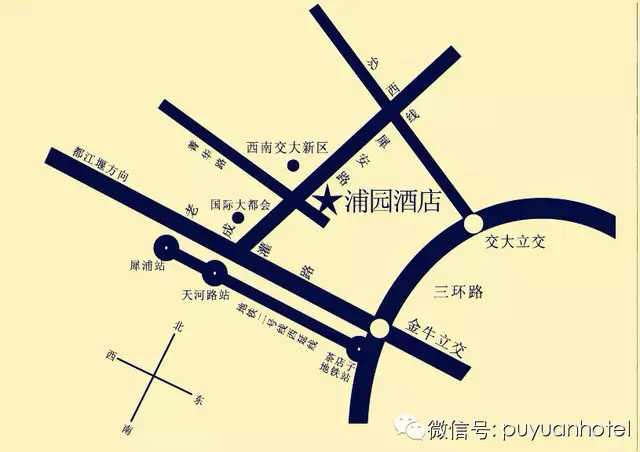 沙西线
犀安路
西南交大新区
菁华路
都江堰方向
国际大都会
浦园酒店
老成灌路
交大立交
犀浦站
天河路站
三环路
地铁二号线西延线
金牛立交
茶店子
地铁站
北
西
东
南
微信号: puyuanhotel